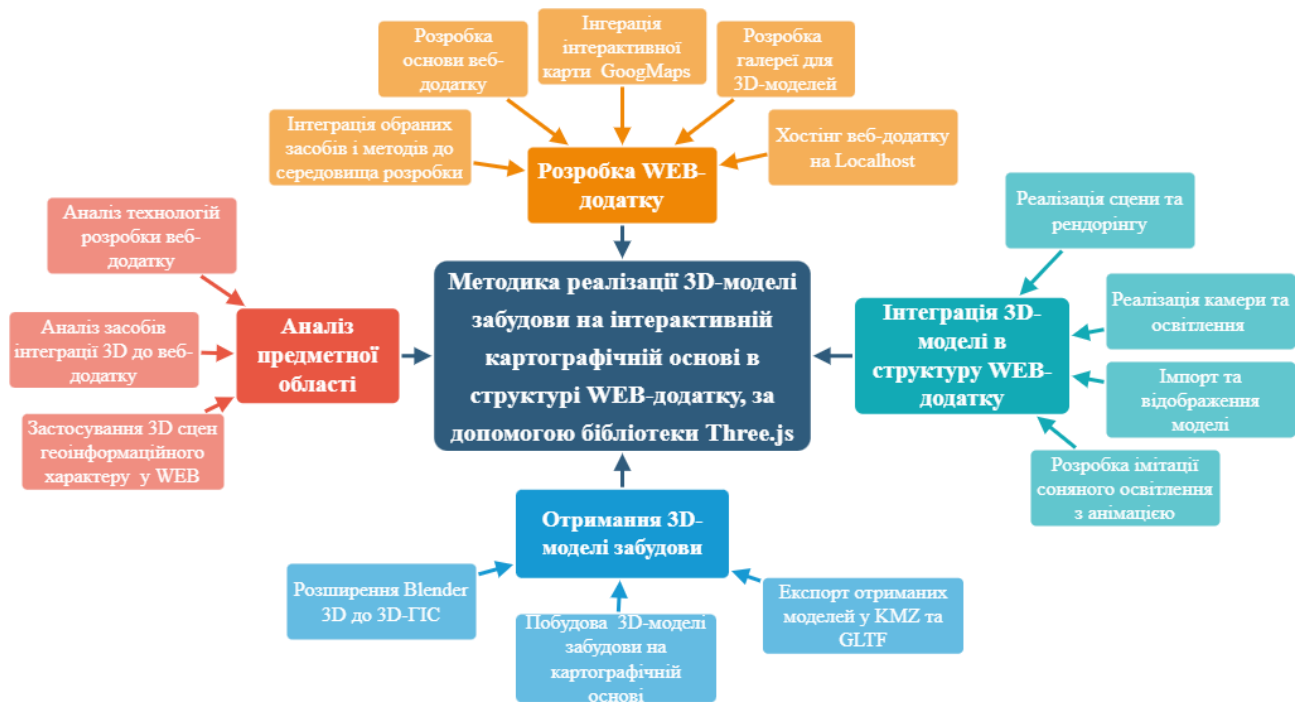 Розробка
основи веб-
додатку
Інгерація
інтерактивної
карти GoogMaps
Розробка
галереї для
3D-моделей
Інтеграція обраних
засобів і методів до
середовища розробки
Хостінг веб-додатку
на Localhost
Розробка WEB-
додатку
Аналіз технологій
розробки веб-
додатку
Аналіз засобів
інтеграції 3D до веб-
додатку
Застосування 3D сцен
геоінформаційного
характеру у WEB
Аналіз
предметної
області
Методика реалізації 3D-моделі
забудови на інтерактивній
картографічній основі в
структурі WEB-додатку, за
допомогою бібліотеки Three.js
Інтеграція 3D-
моделі в
структуру WEB-
додатку
Реалізація сцени та
рендорінгу
Реалізація камери та
освітлення
Імпорт та
відображення
моделі
Розробка імітації
соняного освітлення
з анімацією
Отримання 3D-
моделі забудови
Розширення Blender
3D до 3D-ГІС
Побудова 3D-моделі
забудови на
картографічній
основі
Експорт отриманих
моделей у KMZ та
GLTF